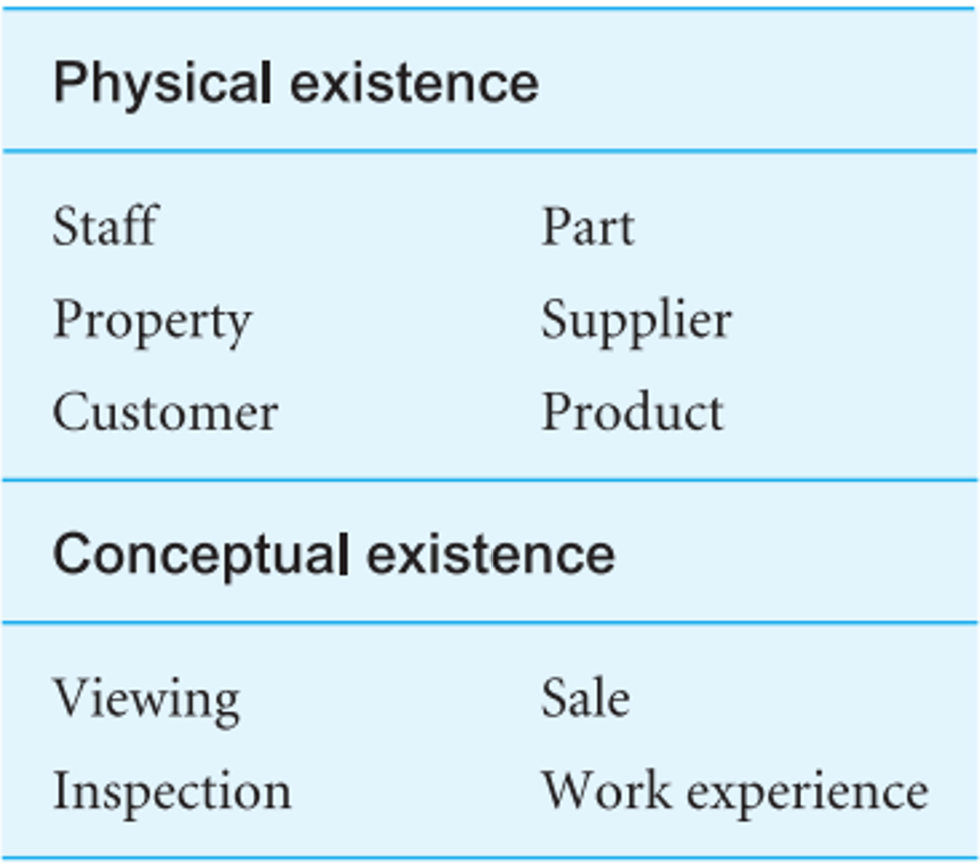 Physical existence
Staff Part
Property Supplier
Customer Product
Conceptual existence
Viewing Sale
Inspection Work experience